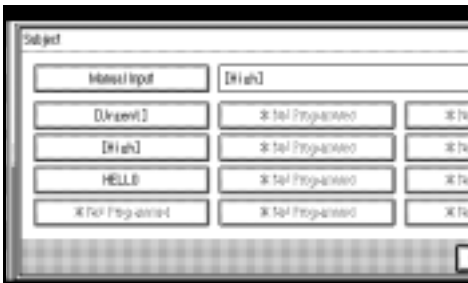 Subject
Manual Input [High]
[Urgent] * Not Programmed * N
[High] * Not Programmed * N
HELLO * Not Programmed * N
* Not Programmed * Not Programmed * N